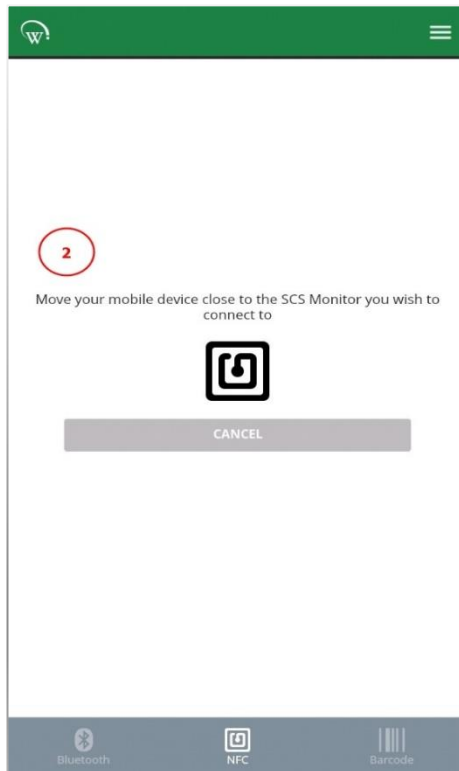 W
2
Move your mobile device close to the SCS Monitor you wish to
connect to
CANCEL
Bluetooth
NFC
Barcode